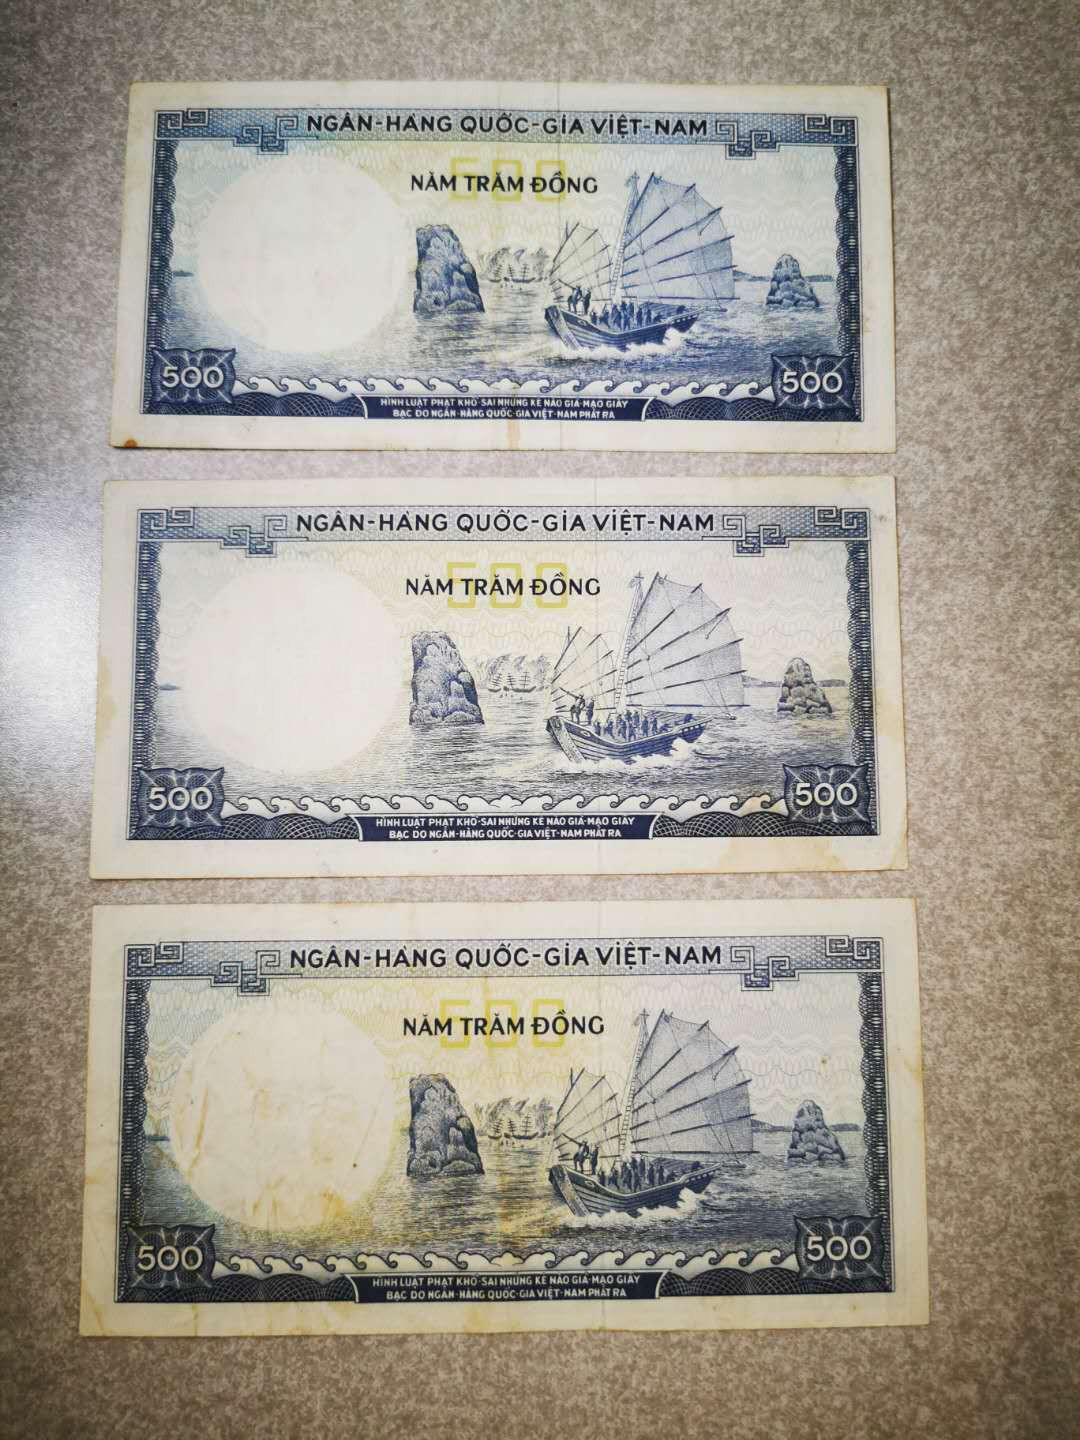 NGÂN-HÀNG QUỐC-GIA VIỆT-NAM
500
NĂM TRĂM ĐỒNG
500
500
HÌNH LUẬT PHẠT KHỔ-SAI NHỮNG KẺ NÀO GIẢ-MẠO GIẤY
BẠC DO NGÂN-HÀNG QUỐC-GIA VIỆT-NAM PHÁT RA
NGÂN-HÀNG QUỐC-GIA VIỆT-NAM
500
NĂM TRĂM ĐỒNG
500
500
HÌNH LUẬT PHẠT KHỔ-SAI NHỮNG KẺ NÀO GIẢ-MẠO GIẤY
BẠC DO NGÂN-HÀNG QUỐC-GIA VIỆT-NAM PHÁT RA
NGÂN-HÀNG QUỐC-GIA VIỆT-NAM
500
NĂM TRĂM ĐỒNG
500
500
HÌNH LUẬT PHẠT KHỔ-SAI NHỮNG KẺ NÀO GIẢ-MẠO GIẤY
BẠC DO NGÂN-HÀNG QUỐC-GIA VIỆT-NAM PHÁT RA